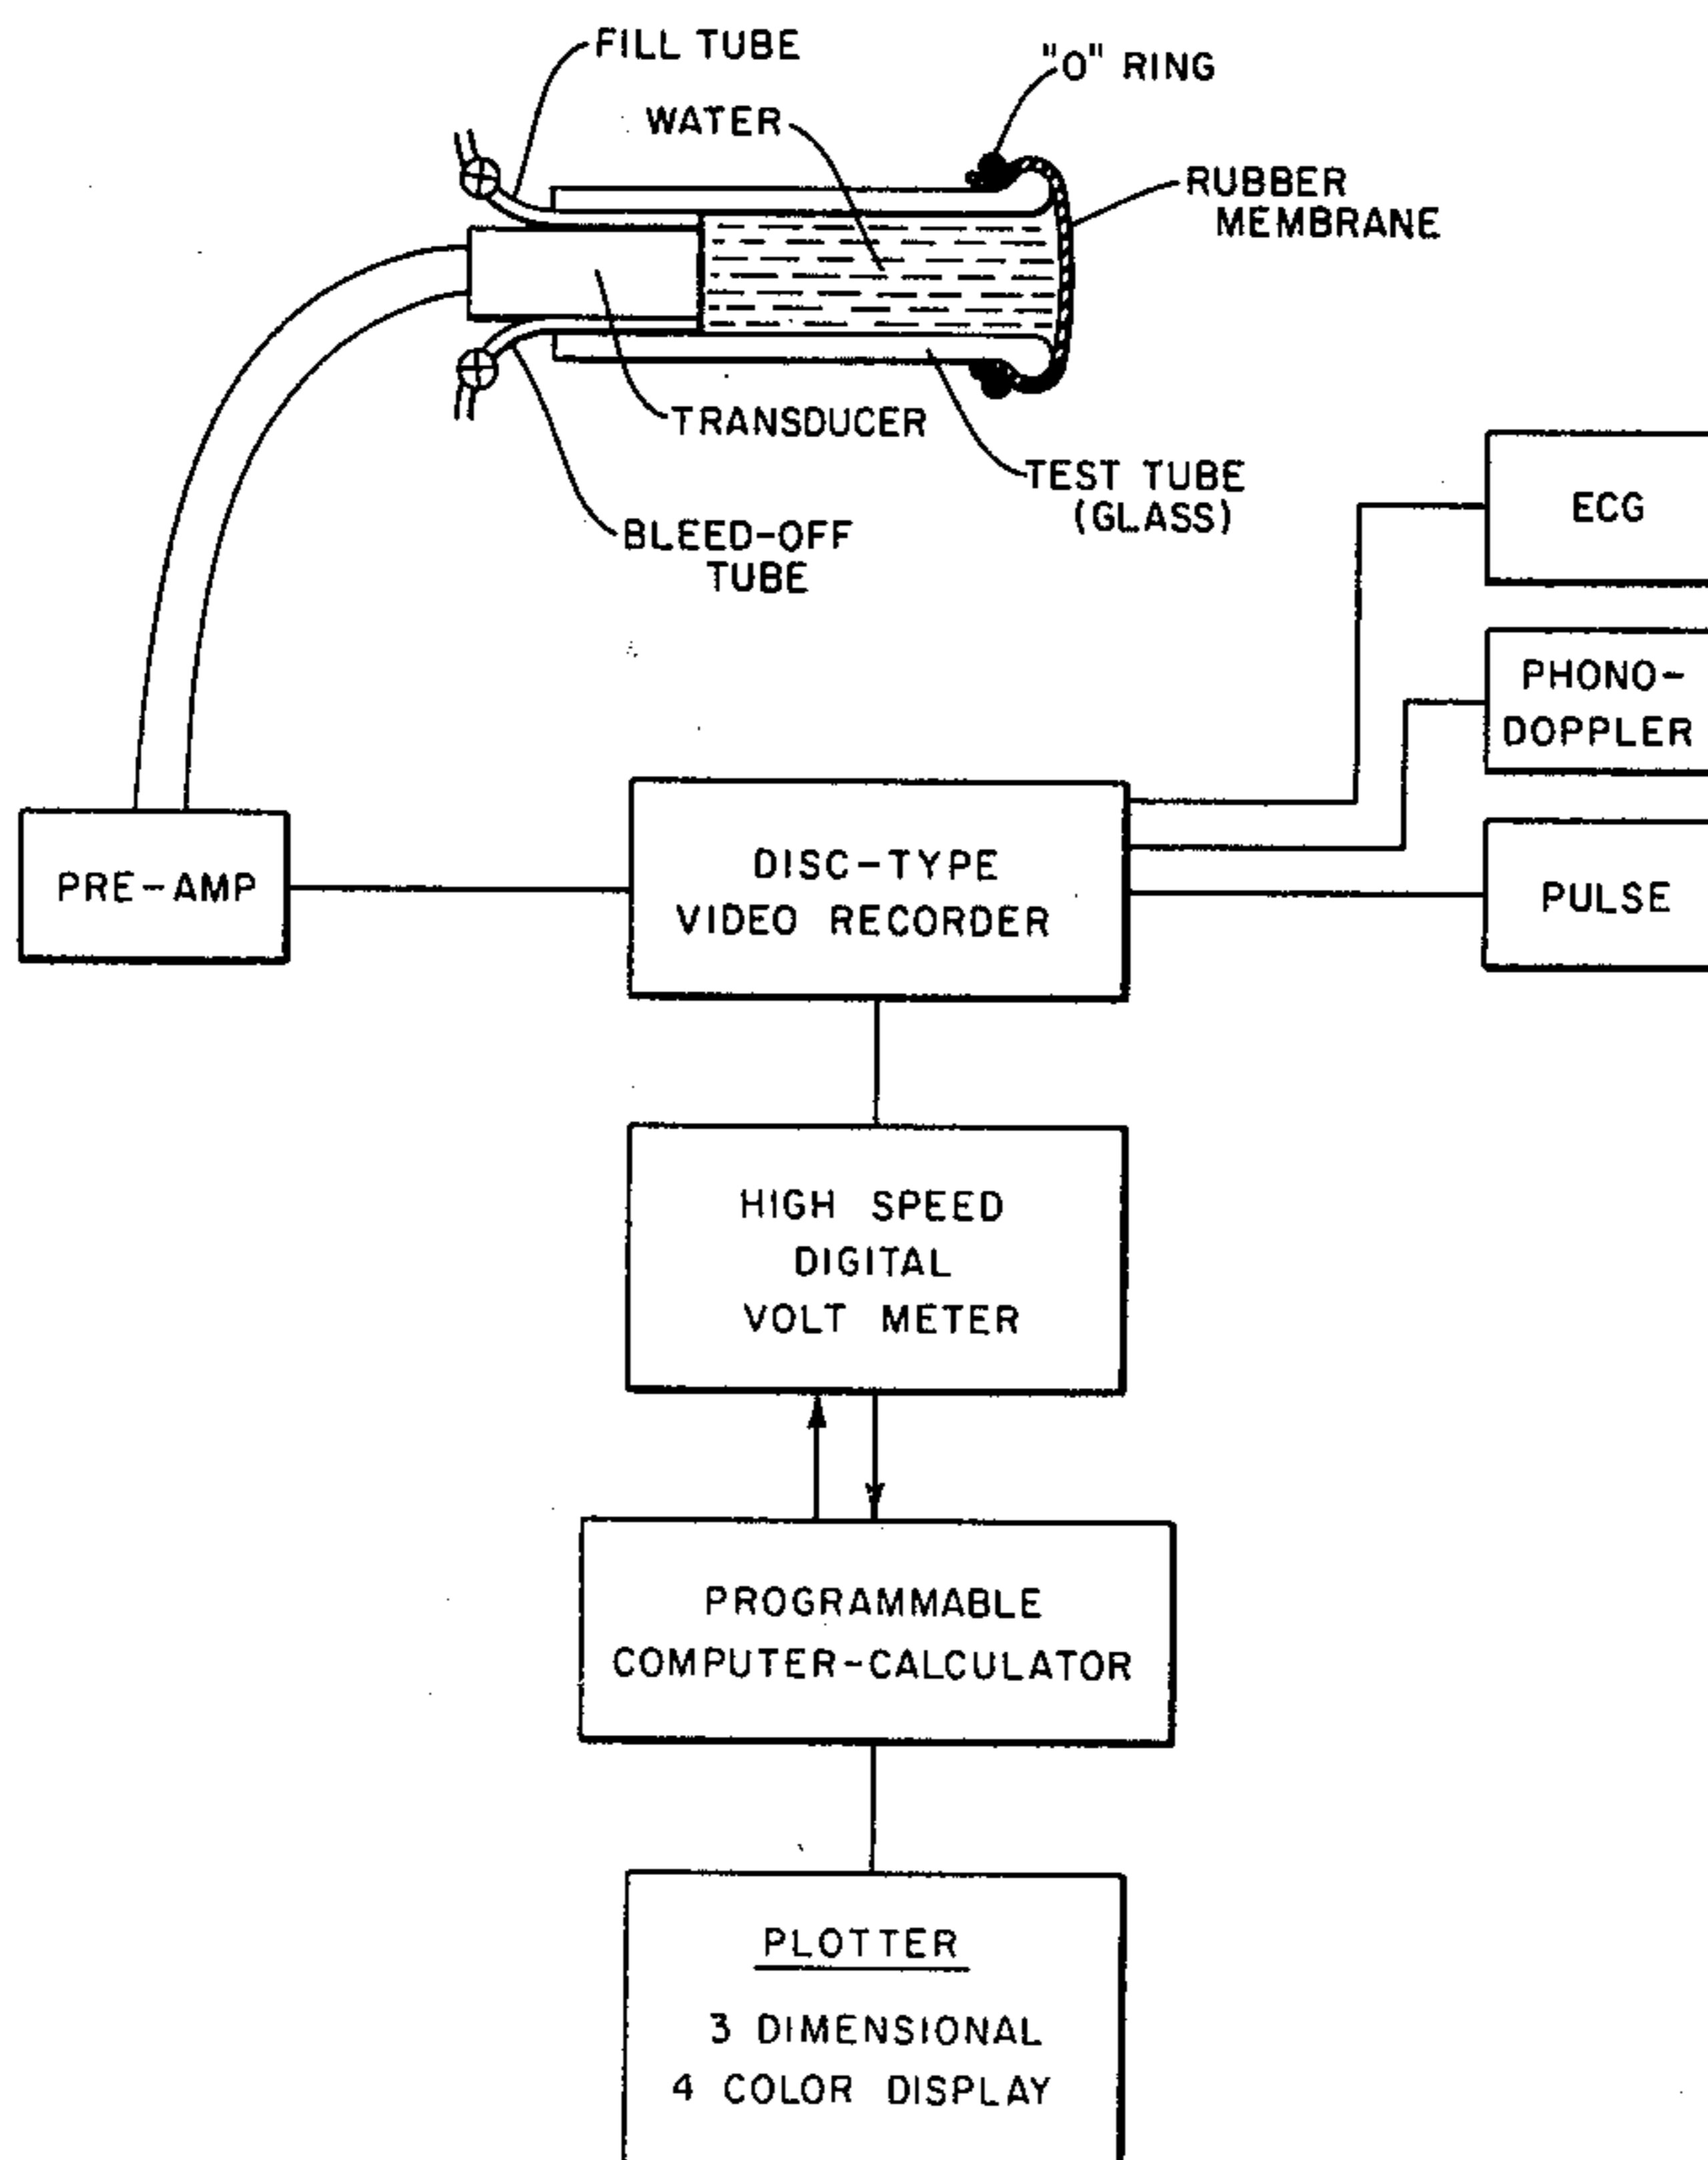 FILL TUBE
"O" RING
WATER
RUBBER
MEMBRANE
TRANSDUCER
TEST TUBE
(GLASS)
BLEED-OFF
TUBE
ECG
PHONO-
DOPPLER
PRE-AMP
DISC-TYPE
VIDEO RECORDER
PULSE
HIGH SPEED
DIGITAL
VOLT METER
PROGRAMMABLE
COMPUTER-CALCULATOR
PLOTTER
3 DIMENSIONAL
4 COLOR DISPLAY